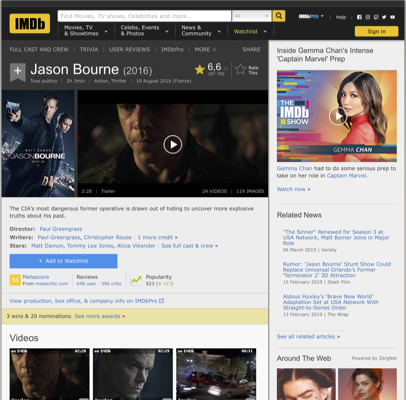 IMDb
Find Movies, TV shows, Celebrities and more...
All
IMDbPro
Help
Movies, TV
& Showtimes
Celebs, Events
& Photos
News &
Community
Watchlist
Sign in
FULL CAST AND CREW | TRIVIA | USER REVIEWS | IMDbPro | MORE
SHARE
Jason Bourne (2016)
6,6
Rate
This
Tous publics | 2h 3min | Action, Thriller | 10 August 2016 (France)
MATT DAMON
JASON BOURNE
2:28 | Trailer
24 VIDEOS | 119 IMAGES
The CIA's most dangerous former operative is drawn out of hiding to uncover more explosive
truths about his past.
Director: Paul Greengrass
Writers: Paul Greengrass, Christopher Rouse | 1 more credit »
Stars: Matt Damon, Tommy Lee Jones, Alicia Vikander | See full cast & crew »
+ Add to Watchlist
Metascore
From metacritic.com
Reviews
648 user | 396 critic
Popularity
View production, box office, & company info on IMDbPro
3 wins & 20 nominations. See more awards »
Videos
Inside Gemma Chan's Intense
'Captain Marvel' Prep
THE
IMDb
SHOW
GEMMA CHAN
Gemma Chan had to do some serious prep to
take on her role in Captain Marvel.
Watch now »
Related News
"The Sinner" Renewed for Season 3 at
USA Network, Matt Bomer Joins in Major
Role
06 March 2019 | Variety
Rumor: 'Jason Bourne' Stunt Show Could
Replace Universal Orlando's Former
'Terminator 2' 3D Attraction
15 February 2019 | Slash Film
Aldous Huxley's 'Brave New World'
Adaptation Set at USA Network With
Straight-to-Series Order
13 February 2019 | The Wrap
See all related articles »
Around The Web
Powered by ZergNet